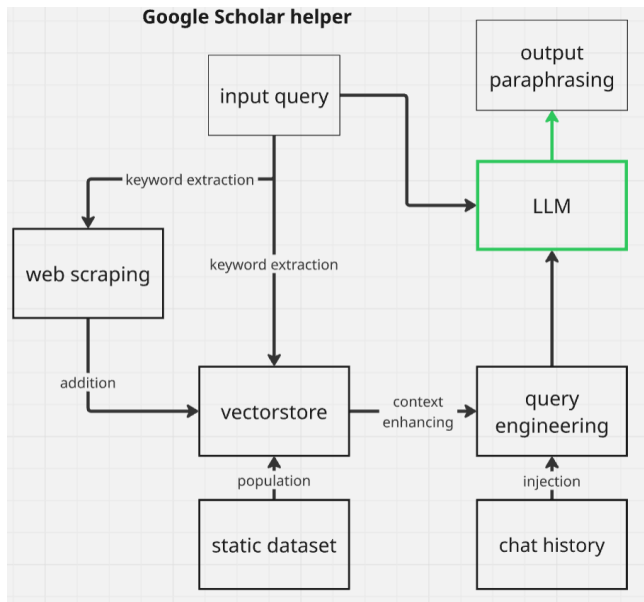 Google Scholar helper
output
paraphrasing
input query
keyword extraction
LLM
web scraping
keyword extraction
addition
vectorstore
context
enhancing
query
engineering
population
injection
static dataset
chat history